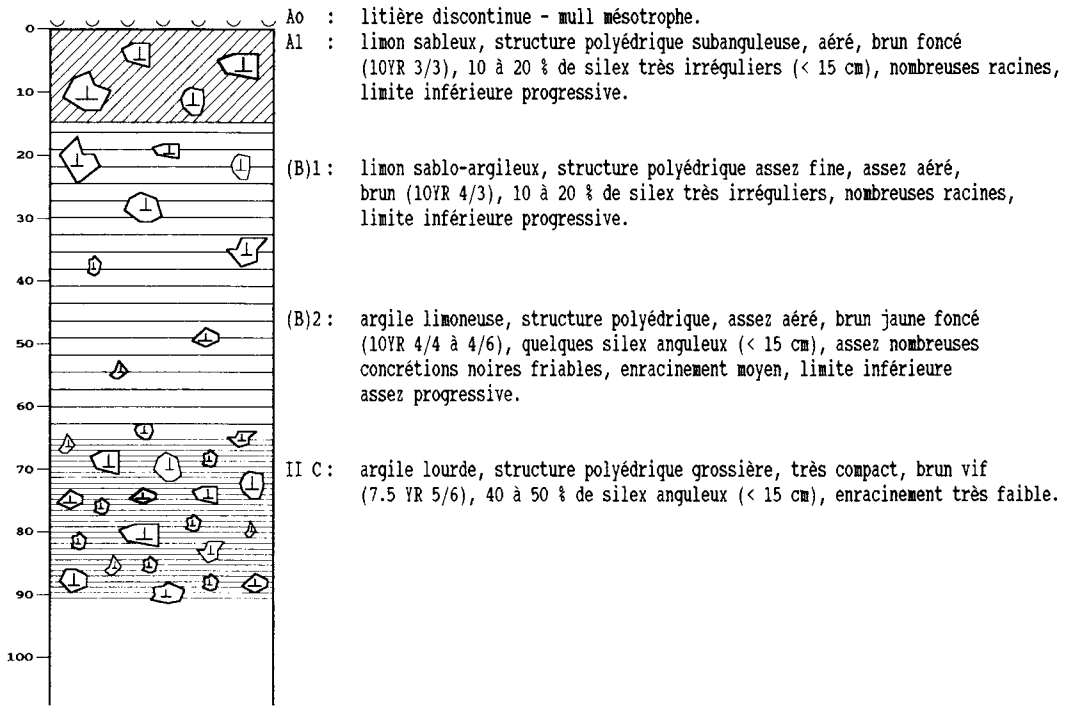 Ao : litière discontinue - mull mésotrophe.
0
A1 : limon sableux, structure polyédrique subanguleuse, aéré, brun foncé
(10YR 3/3), 10 à 20 % de silex très irréguliers (< 15 cm), nombreuses racines,
limite inférieure progressive.
10
20
(B)1 : limon sablo-argileux, structure polyédrique assez fine, assez aéré,
brun (10YR 4/3), 10 à 20 % de silex très irréguliers, nombreuses racines,
limite inférieure progressive.
30
40
(B)2 : argile limoneuse, structure polyédrique, assez aéré, brun jaune foncé
(10YR 4/4 à 4/6), quelques silex anguleux (< 15 cm), assez nombreuses
concrétions noires friables, enracinement moyen, limite inférieure
assez progressive.
50
60
70
II C : argile lourde, structure polyédrique grossière, très compact, brun vif
(7.5 YR 5/6), 40 à 50 % de silex anguleux (< 15 cm), enracinement très faible.
80
90
100